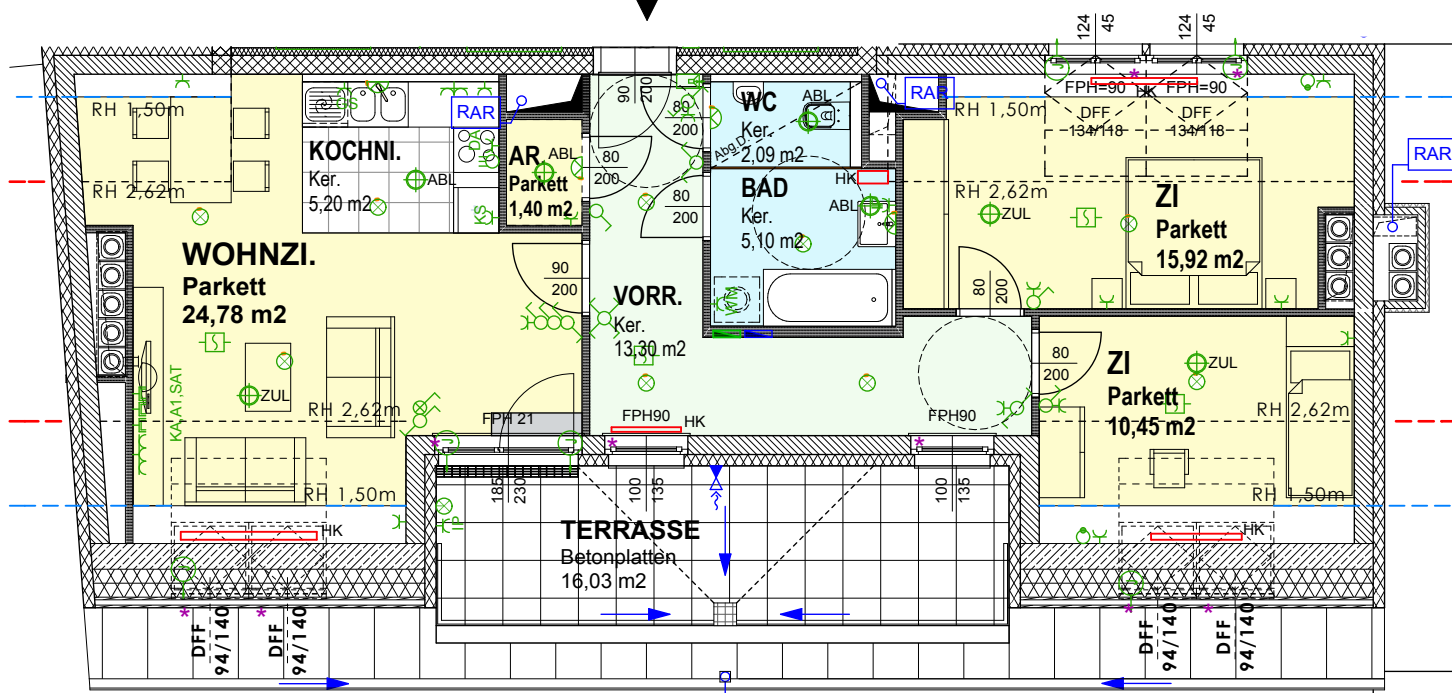 124
45
124
45
RH 1,50m
RH 2,62m
GS
KOCHNI.
Ker.
5,20 m2
ABL
DA
KS
RAR
AR.
Parkett
1,40 m2
ABL
90
200
80
200
80
200
80
200
WC
Ker.
2,09 m2
ABL
Abg.D.
BAD
Ker.
5,10 m2
HK
ABL
WM
RAR
RH 1,50m
RH 2,62m
FPH=90
HK
FPH=90
DFF
134/118
DFF
134/118
ZUL
ZI
Parkett
15,92 m2
RAR
80
200
WOHNZI.
Parkett
24,78 m2
90
200
VORR.
Ker.
13,30 m2
KA A1,SAT
ZUL
RH 2,62m
RH 1,50m
FPH 21
FPH90
HK
FPH90
80
200
ZI
Parkett
10,45 m2
ZUL
RH 2,62m
RH 1,50m
HK
HK
185
230
100
135
100
135
IP
TERRASSE
Betonplatten
16,03 m2
DFF
94/140
DFF
94/140
DFF
94/140
DFF
94/140